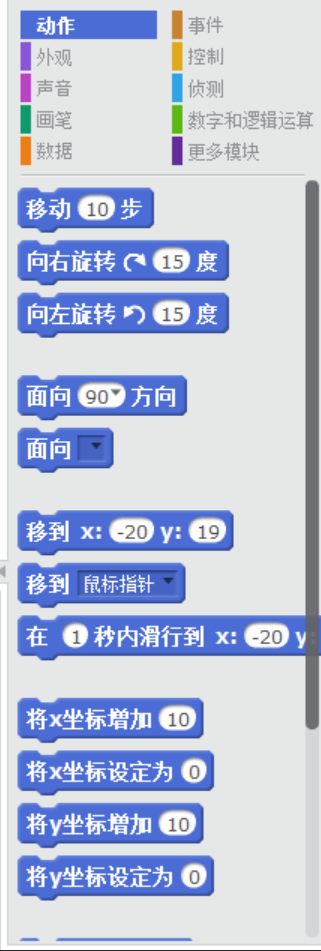 动作 事件
外观 控制
声音 侦测
画笔 数字和逻辑运算
数据 更多模块
移动 10 步
向右旋转 15 度
向左旋转 15 度
面向 90 方向
面向
移到 x: -20 y: 19
移到 鼠标指针
在 1 秒内滑行到 x: -20 y:
将x坐标增加 10
将x坐标设定为 0
将y坐标增加 10
将y坐标设定为 0